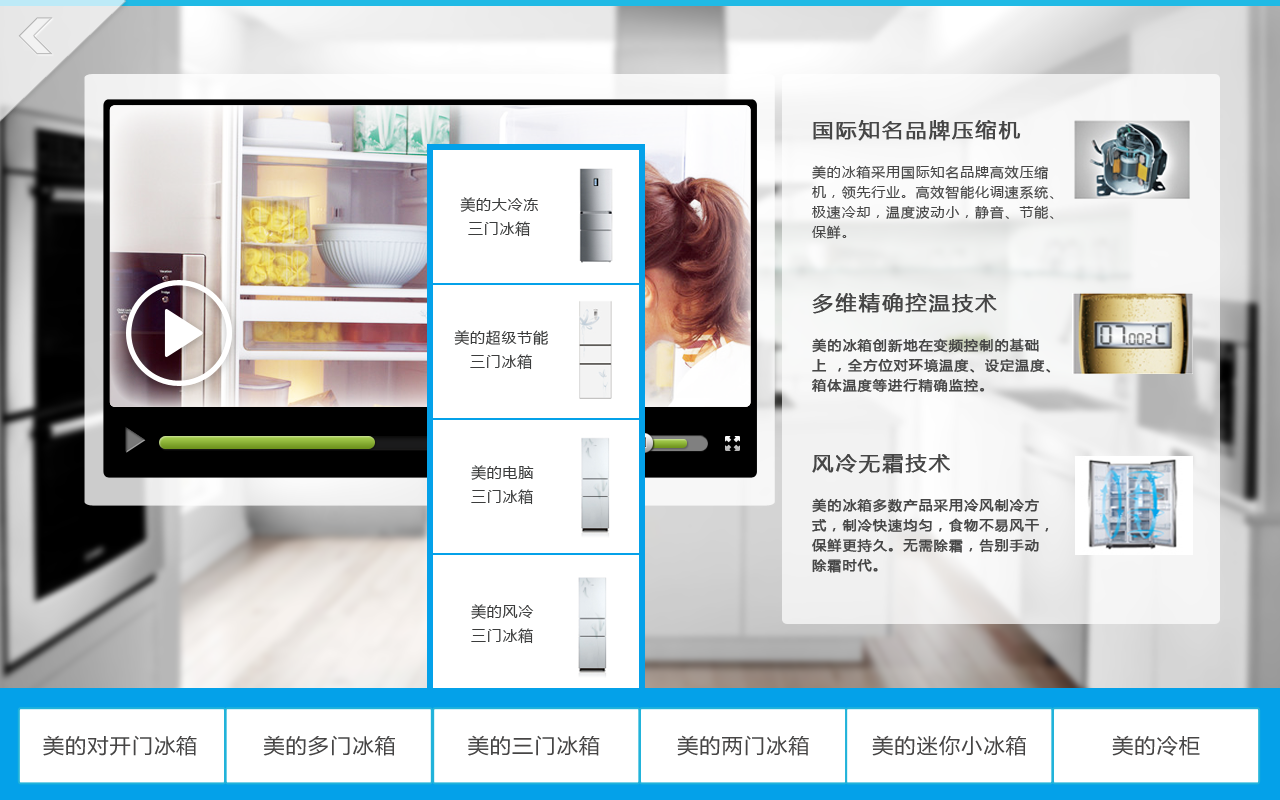 国际知名品牌压缩机
美的冰箱采用国际知名品牌高效压缩
机，领先行业。高效智能化调速系统、
极速冷却，温度波动小，静音、节能、
保鲜。
多维精确控温技术
美的冰箱创新地在变频控制的基础
上 ，全方位对环境温度、设定温度、
箱体温度等进行精确监控。
07.002℃
风冷无霜技术
美的冰箱多数产品采用冷风制冷方
式，制冷快速均匀，食物不易风干，
保鲜更持久。无需除霜，告别手动
除霜时代。
美的大冷冻
三门冰箱
美的超级节能
三门冰箱
美的电脑
三门冰箱
美的风冷
三门冰箱
美的对开门冰箱
美的多门冰箱
美的三门冰箱
美的两门冰箱
美的迷你小冰箱
美的冷柜